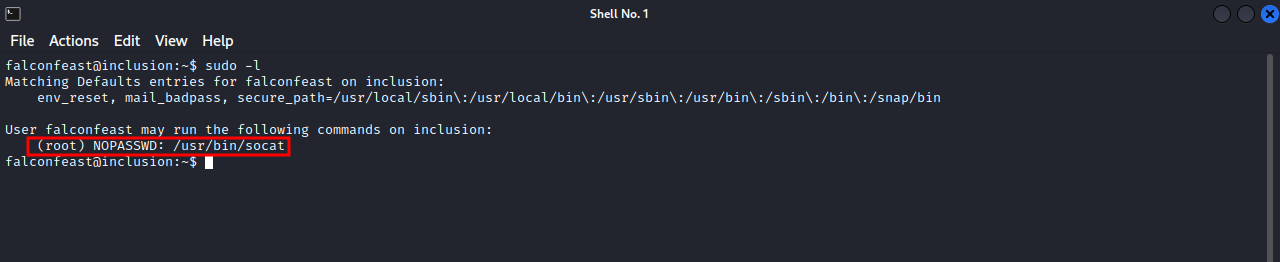 Shell No. 1
File Actions Edit View Help
falconfeast@inclusion:~$ sudo -l
Matching Defaults entries for falconfeast on inclusion:
    env_reset, mail_badpass, secure_path=/usr/local/sbin\:/usr/local/bin\:/usr/sbin\:/usr/bin\:/sbin\:/bin\:/snap/bin
User falconfeast may run the following commands on inclusion:
    (root) NOPASSWD: /usr/bin/socat
falconfeast@inclusion:~$